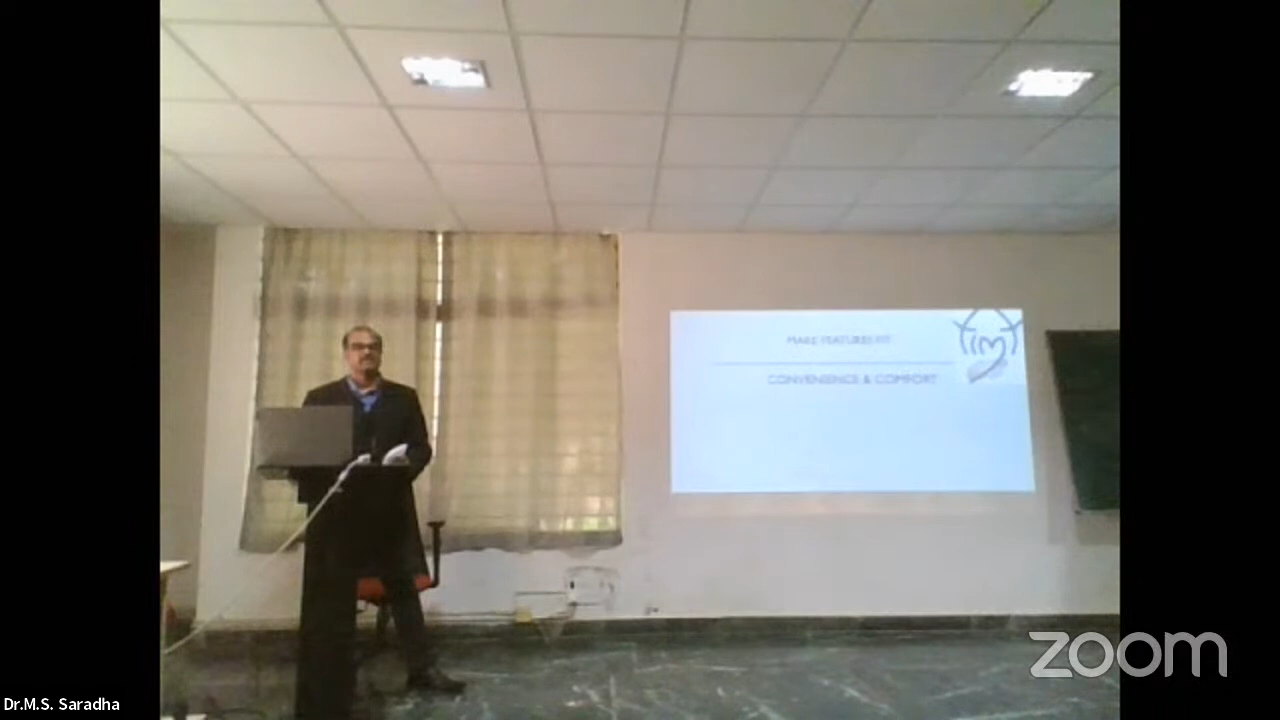 MAKE FEATURES FIT
CONVENIENCE & COMFORT
zoom
Dr.M.S. Saradha